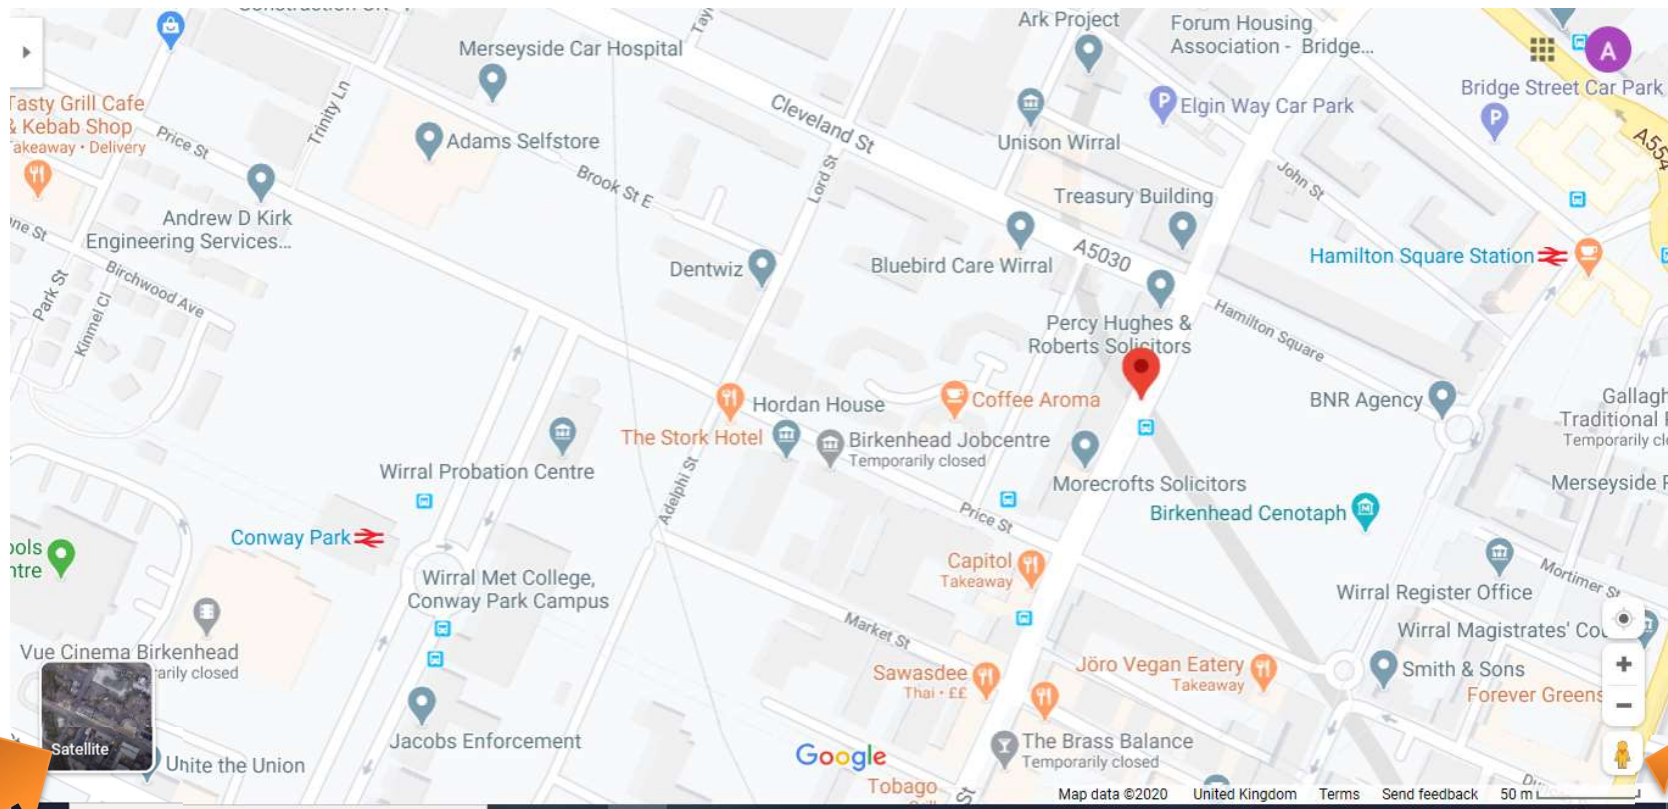 Ark Project
Forum Housing
Association - Bridge...
Merseyside Car Hospital
A
Bridge Street Car Park
Tasty Grill Cafe
& Kebab Shop
Takeaway • Delivery
Price St
Trinity Ln
Adams Selfstore
Cleveland St
Unison Wirral
P
Elgin Way Car Park
P
A554
Brook St E
Lord St
Treasury Building
John St
Andrew D Kirk
Engineering Services...
Park St
Kinmel Cl
Birchwood Ave
Dentwiz
Bluebird Care Wirral
A5030
Hamilton Square Station
Percy Hughes &
Roberts Solicitors
Hamilton Square
Hordan House
Coffee Aroma
BNR Agency
Traditional
Temporarily
The Stork Hotel
Birkenhead Jobcentre
Temporarily closed
Wirral Probation Centre
Adelphi St
Morecrofts Solicitors
Merseyside
Price St
Birkenhead Cenotaph
Conway Park
Capitol
Takeaway
Wirral Met College,
Conway Park Campus
Mortimer St
Wirral Register Office
Market St
Wirral Magistrates'
Vue Cinema Birkenhead
Sawasdee
Thai • ££
Jöro Vegan Eatery
Takeaway
Smith & Sons
Forever Greens
Satellite
Unite the Union
Jacobs Enforcement
Google
The Brass Balance
Temporarily closed
Tobago
St
Map data ©2020 United Kingdom Terms Send feedback 50 m